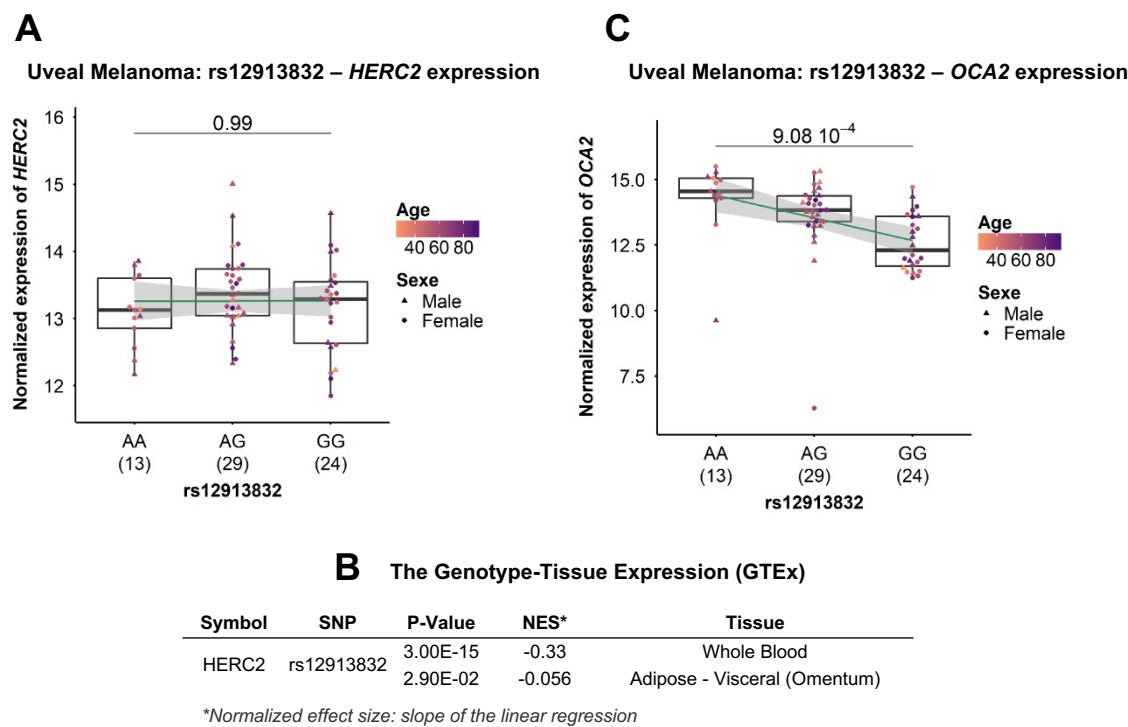 A
Uveal Melanoma: rs12913832 – HERC2 expression
Normalized expression of HERC2
16
15
14
13
12
0.99
AA
(13)
AG
(29)
GG
(24)
rs12913832
Age
40 60 80
Sexe
Male
Female
C
Uveal Melanoma: rs12913832 – OCA2 expression
Normalized expression of OCA2
15.0
12.5
10.0
7.5
9.08 10⁻⁴
AA
(13)
AG
(29)
GG
(24)
rs12913832
Age
40 60 80
Sexe
Male
Female
B The Genotype-Tissue Expression (GTEx)
Symbol SNP P-Value NES* Tissue
HERC2 rs12913832
3.00E-15 -0.33 Whole Blood
2.90E-02 -0.056 Adipose - Visceral (Omentum)
*Normalized effect size: slope of the linear regression